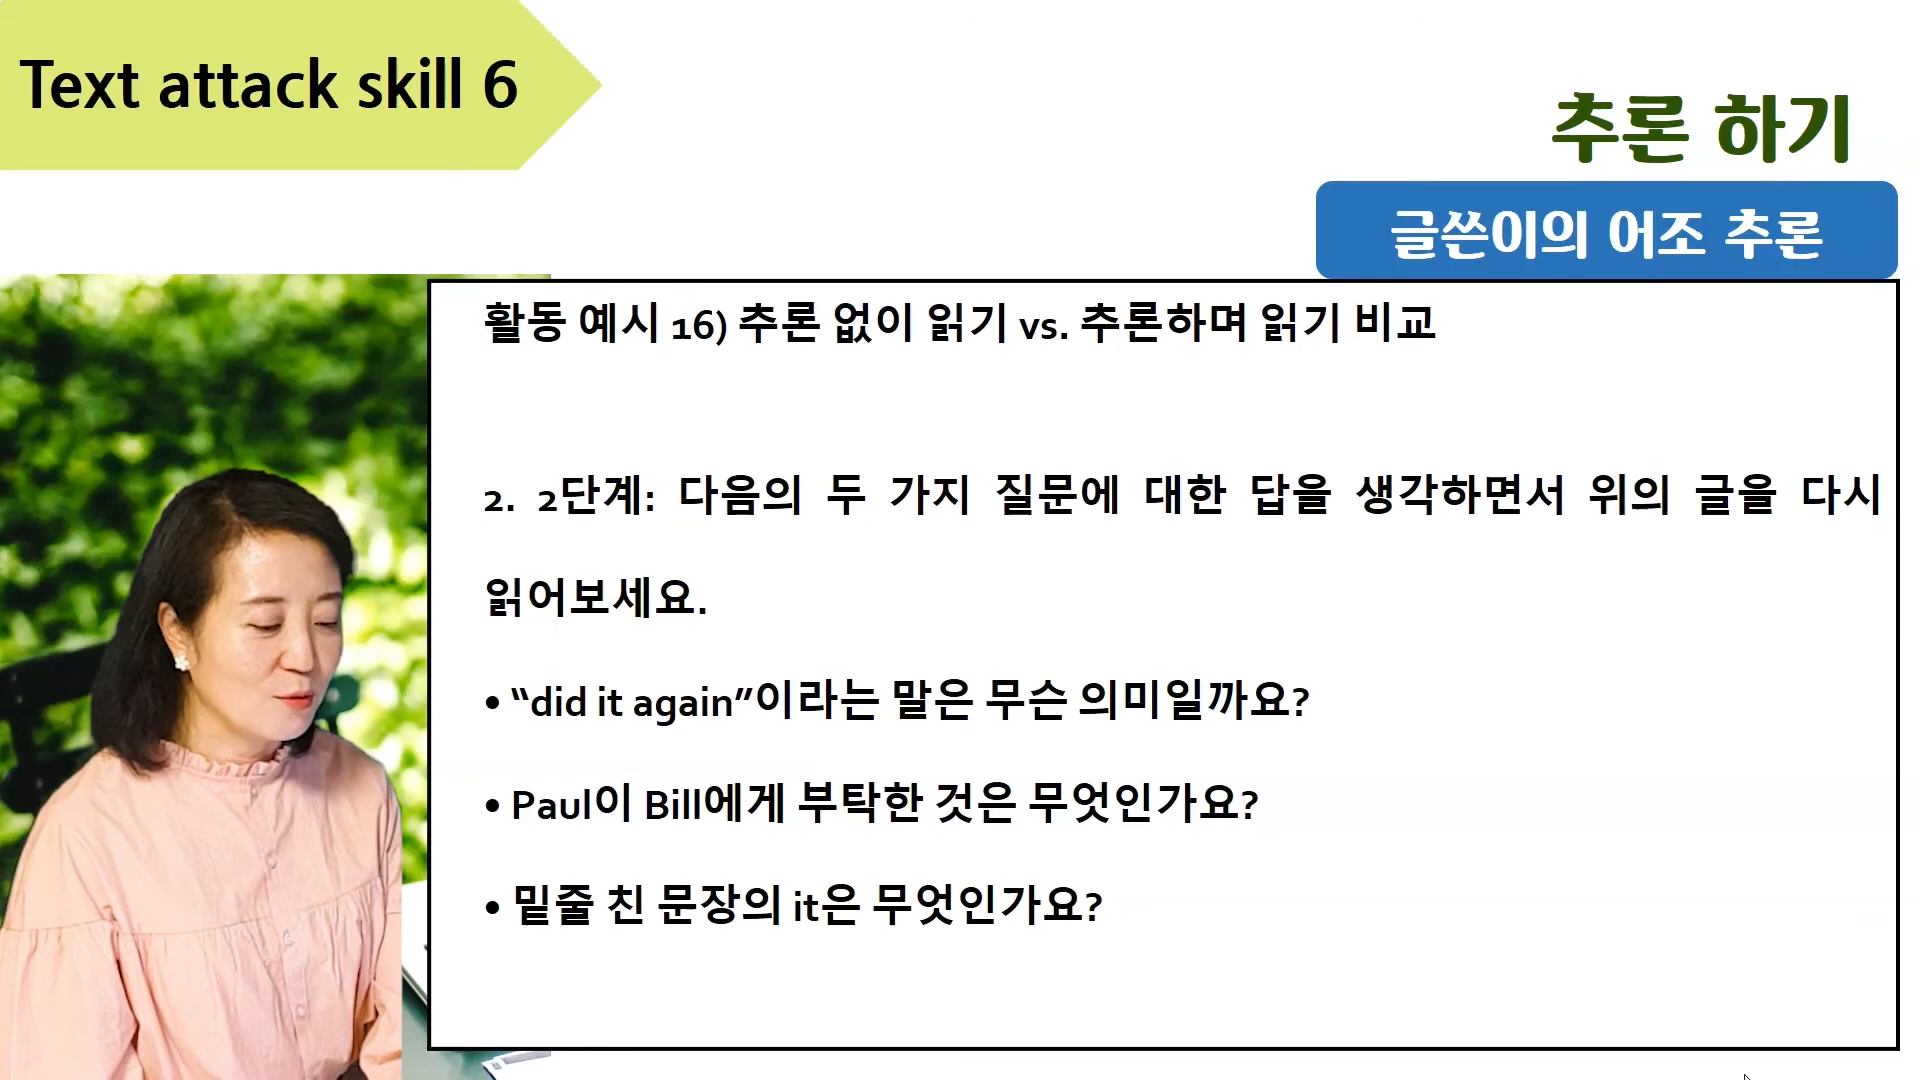 Text attack skill 6
추론 하기
글쓴이의 어조 추론
활동 예시 16) 추론 없이 읽기 vs. 추론하며 읽기 비교
2. 2단계: 다음의 두 가지 질문에 대한 답을 생각하면서 위의 글을 다시
읽어보세요.
• “did it again”이라는 말은 무슨 의미일까요?
• Paul이 Bill에게 부탁한 것은 무엇인가요?
• 밑줄 친 문장의 it은 무엇인가요?